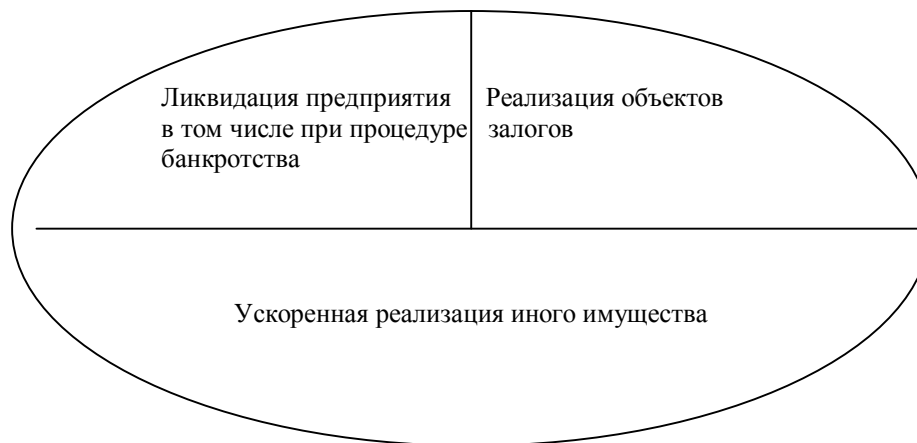 Ликвидация предприятия
в том числе при процедуре
банкротства
Реализация объектов
залогов
Ускоренная реализация иного имущества